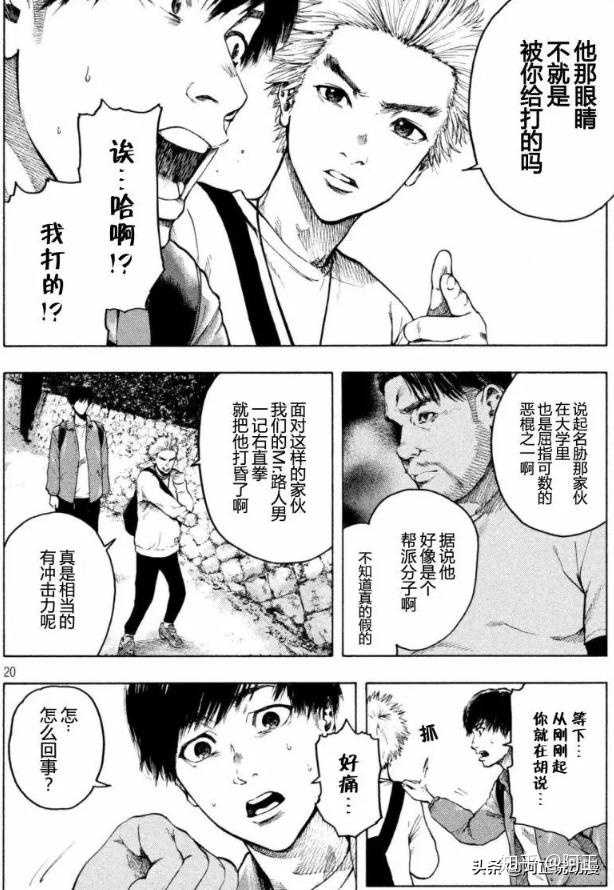 他那眼睛
不就是
被你给打的吗
诶…
哈啊!?
我打的!?
说起名胁那家伙
在大学里
也是屈指可数的
恶棍之一啊
据说他
好像是个
帮派分子啊
不知道真的假的
面对这样的家伙
我们的Mr.路人男
一记右直拳
就把他打昏了啊
真是相当的
有冲击力呢
20
等下…
从刚刚起
你就在胡说…
抓
好痛…
怎…
怎么回事?